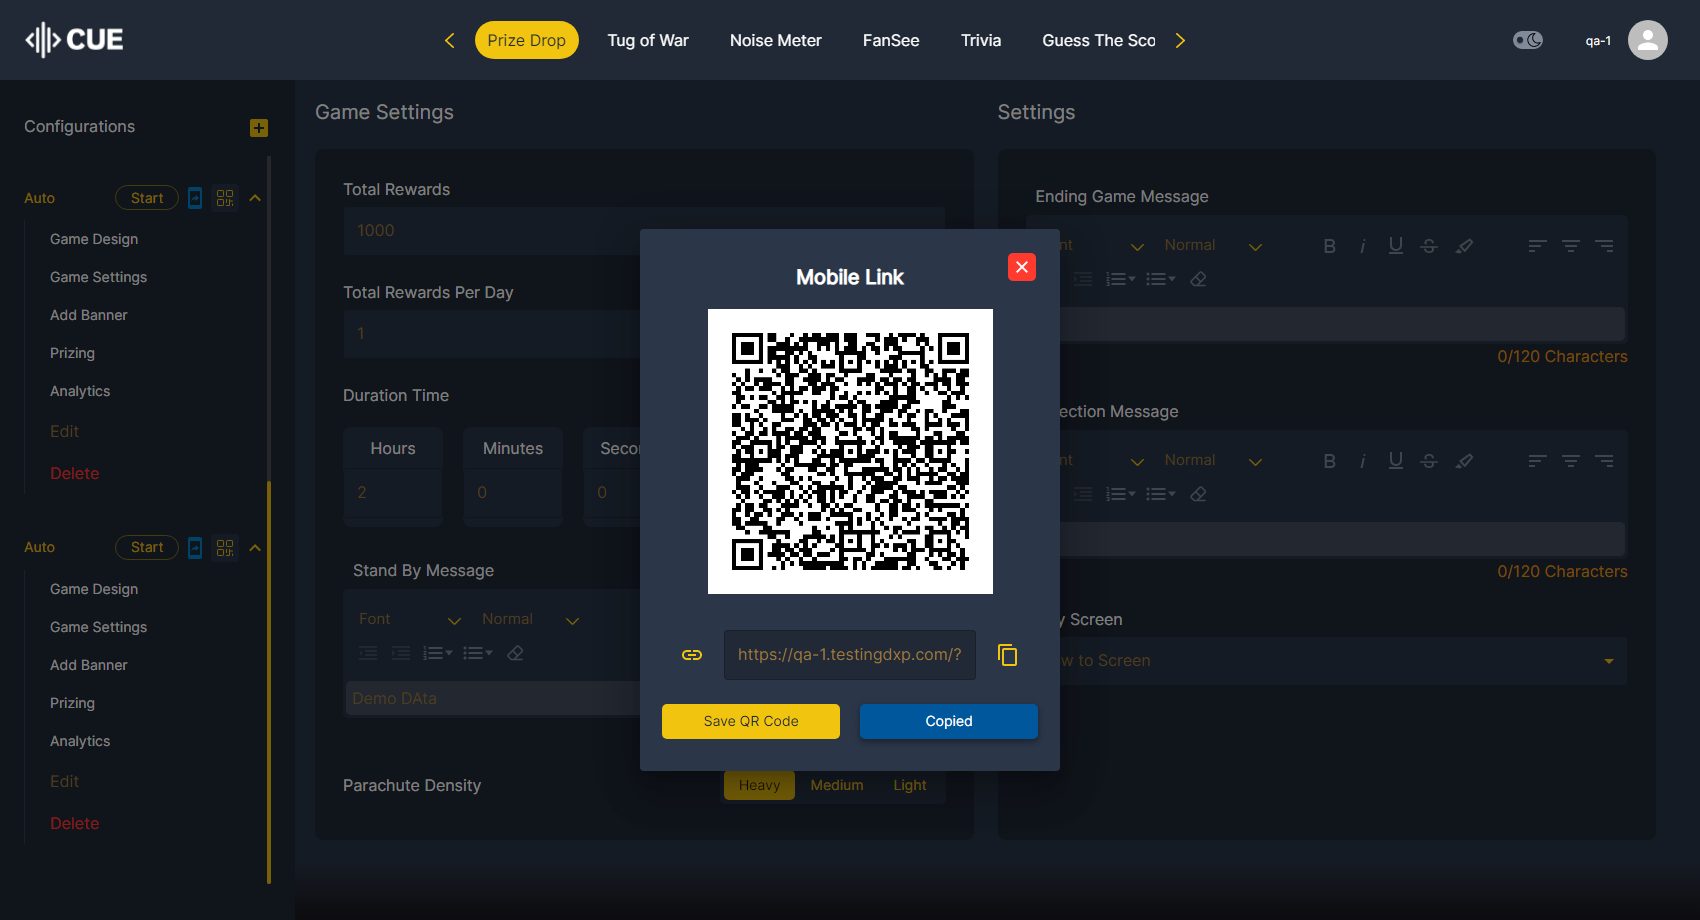 CUE
Prize Drop
Tug of War
Noise Meter
FanSee
Trivia
Guess The Sco
qa-1
Configurations
Auto
Start
Game Design
Game Settings
Add Banner
Prizing
Analytics
Edit
Delete
Auto
Start
Game Design
Game Settings
Add Banner
Prizing
Analytics
Edit
Delete
Game Settings
Total Rewards
1000
Total Rewards Per Day
1
Duration Time
Hours
Minutes
Secon
2
0
0
Stand By Message
Font
Normal
Demo DAta
Parachute Density
Heavy
Medium
Light
Mobile Link
https://qa-1.testingdxp.com/?
Save QR Code
Copied
Settings
Ending Game Message
nt
Normal
B
i
U
S
0/120 Characters
ection Message
nt
Normal
B
i
U
S
0/120 Characters
y Screen
w to Screen